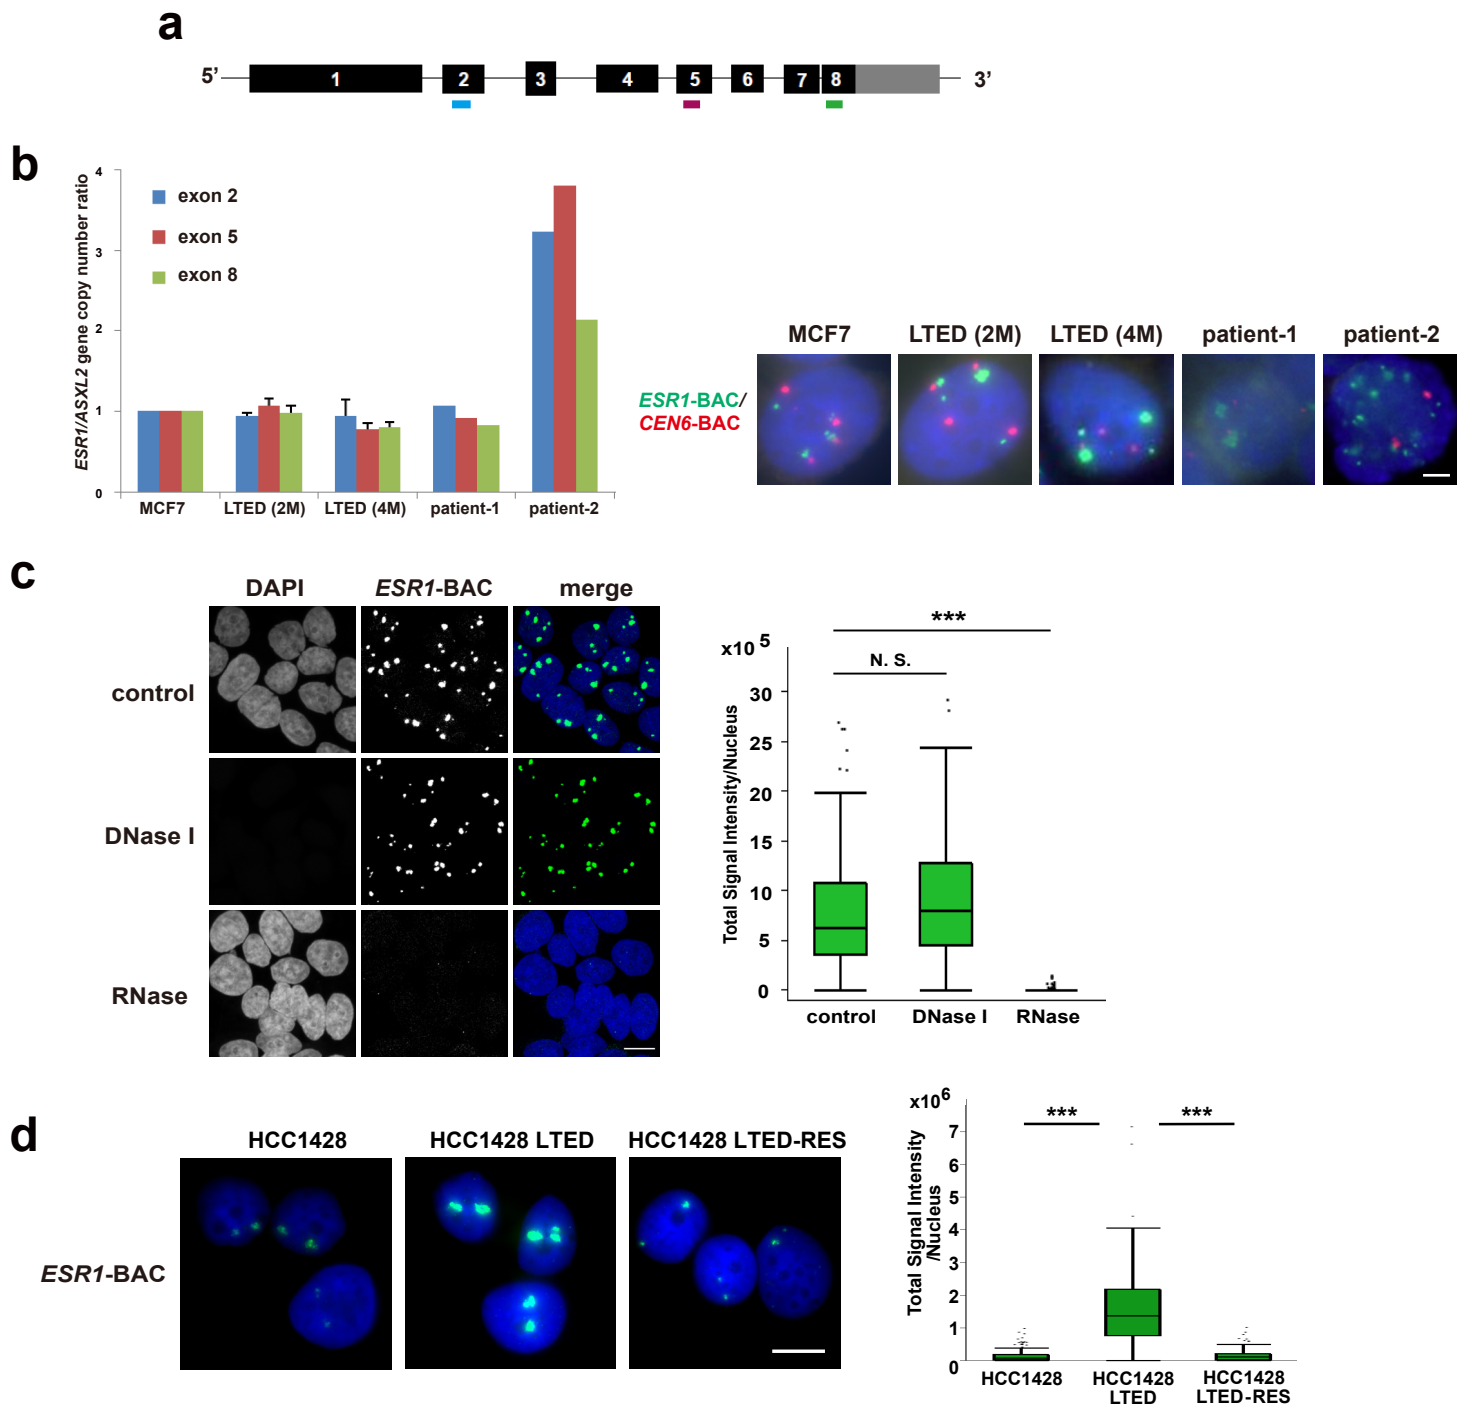 a
5’ 1 2 3 4 5 6 7 8 3’
b
ESR1/ASXL2 gene copy number ratio
4
3
2
1
0
exon 2
exon 5
exon 8
MCF7 LTED (2M) LTED (4M) patient-1 patient-2
MCF7 LTED (2M) LTED (4M) patient-1 patient-2
ESR1-BAC/
CEN6-BAC
c
DAPI ESR1-BAC merge
control
DNase I
RNase
x10 5
***
N. S.
Total Signal Intensity/Nucleus
30
25
20
15
10
5
0
control DNase I RNase
d
HCC1428 HCC1428 LTED HCC1428 LTED-RES
ESR1-BAC
x10 6
*** ***
Total Signal Intensity
/Nucleus
7
6
5
4
3
2
1
0
HCC1428 HCC1428 HCC1428
LTED LTED-RES